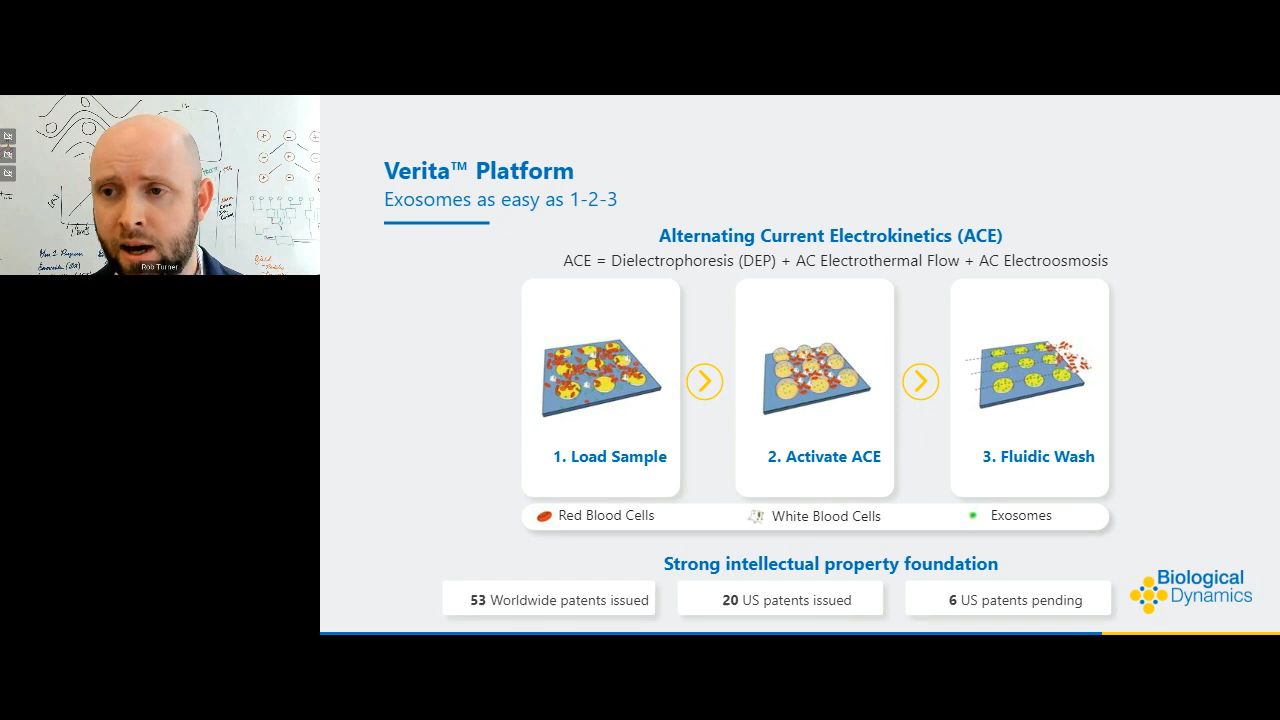 Rob Turner
Verita™ Platform
Exosomes as easy as 1-2-3
Alternating Current Electrokinetics (ACE)
ACE = Dielectrophoresis (DEP) + AC Electrothermal Flow + AC Electroosmosis
1. Load Sample
2. Activate ACE
3. Fluidic Wash
Red Blood Cells
White Blood Cells
Exosomes
Strong intellectual property foundation
53 Worldwide patents issued
20 US patents issued
6 US patents pending
Biological
Dynamics